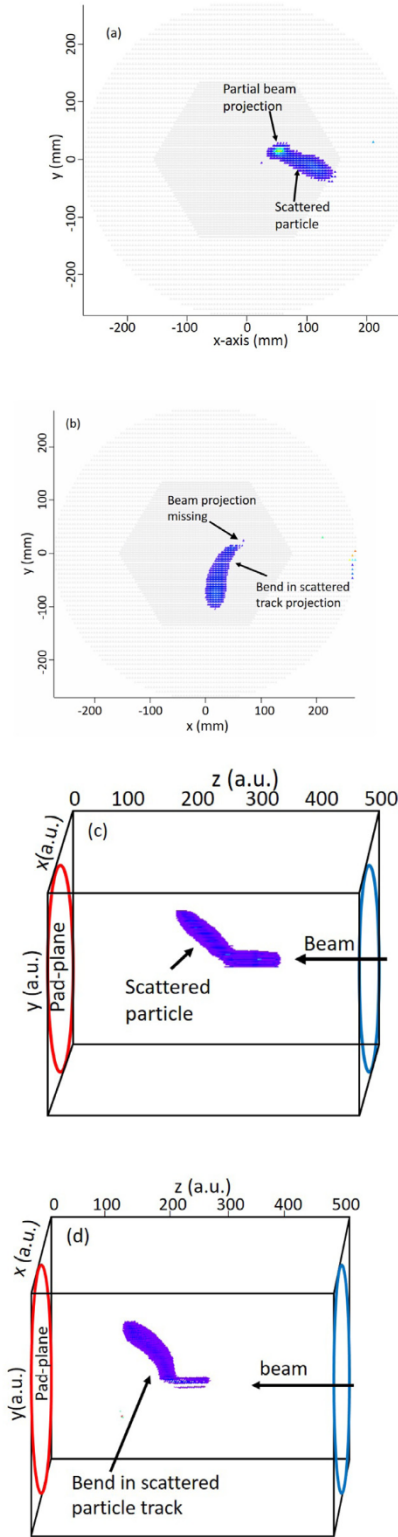 (a)
Partial beam
projection
Scattered
particle
y (mm)
200
100
0
-100
-200
-200
-100
0
100
200
x-axis (mm)
(b)
Beam projection
missing
Bend in scattered
track projection
y (mm)
200
100
0
-100
-200
-200
-100
0
100
200
x (mm)
z (a.u.)
0 100 200 300 400 500
x(a.u.)
(c)
y (a.u.)
Pad-plane
Beam
Scattered
particle
z (a.u.)
0 100 200 300 400 500
x (a.u.)
(d)
y(a.u.)
Pad-plane
beam
Bend in scattered
particle track